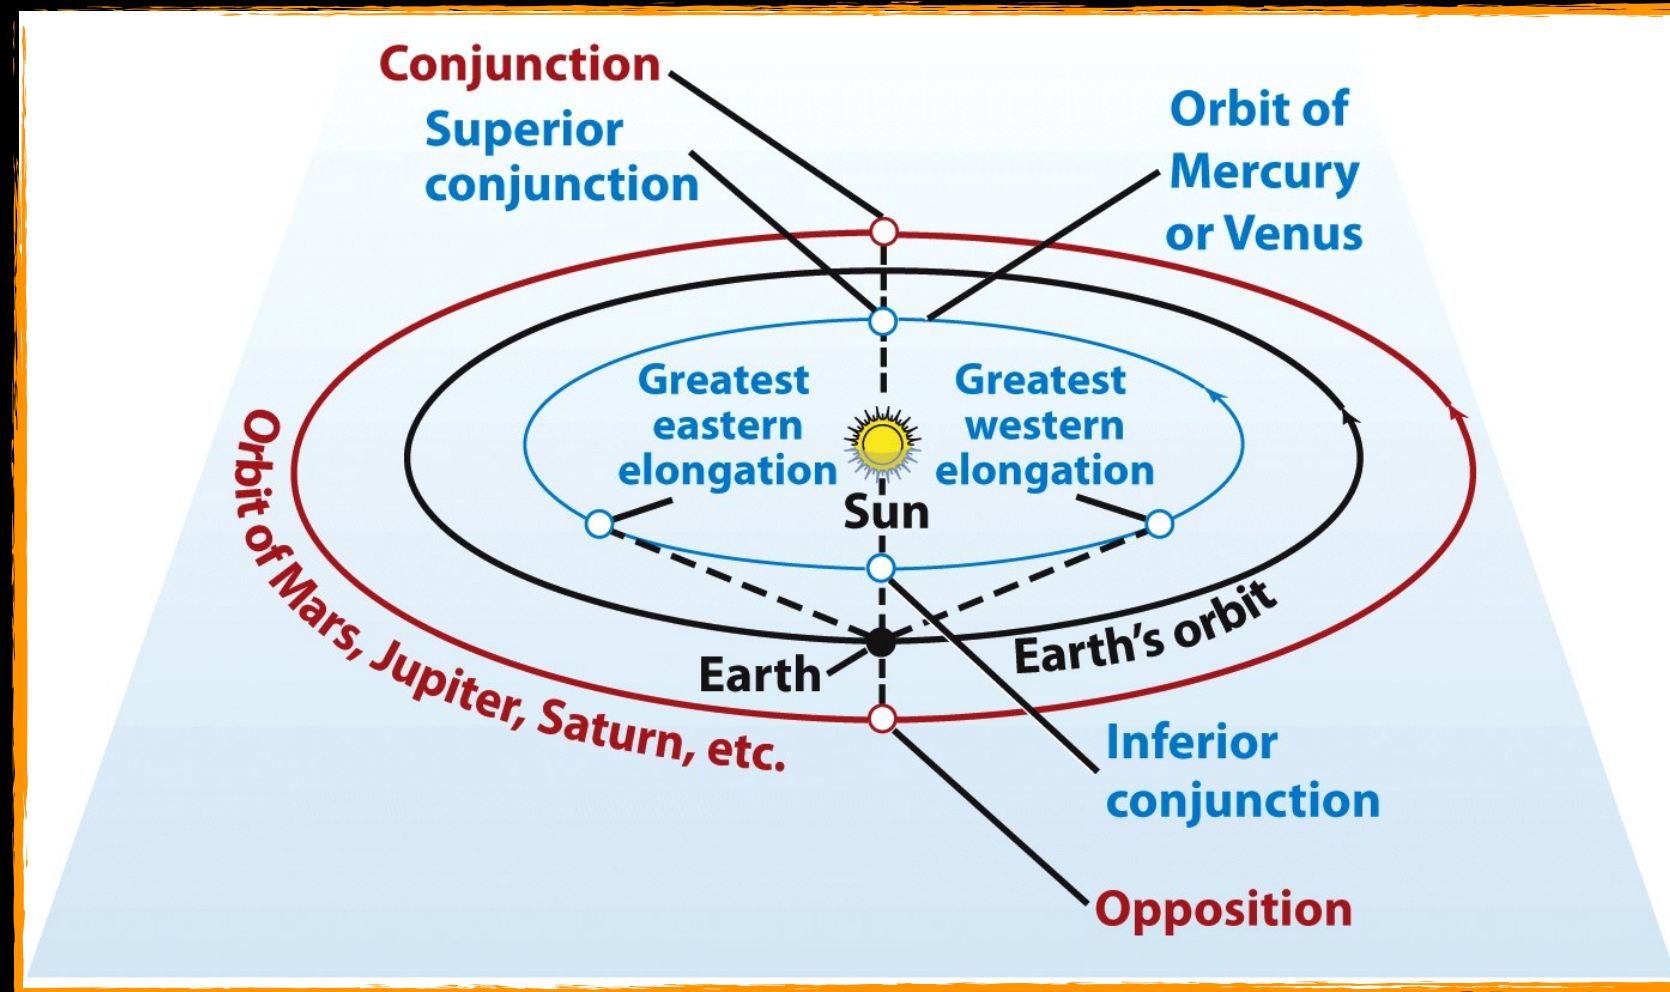 Conjunction
Superior
conjunction
Orbit of
Mercury
or Venus
Greatest
eastern
elongation
Greatest
western
elongation
Sun
Orbit of Mars, Jupiter, Saturn, etc.
Earth
Earth's orbit
Inferior
conjunction
Opposition